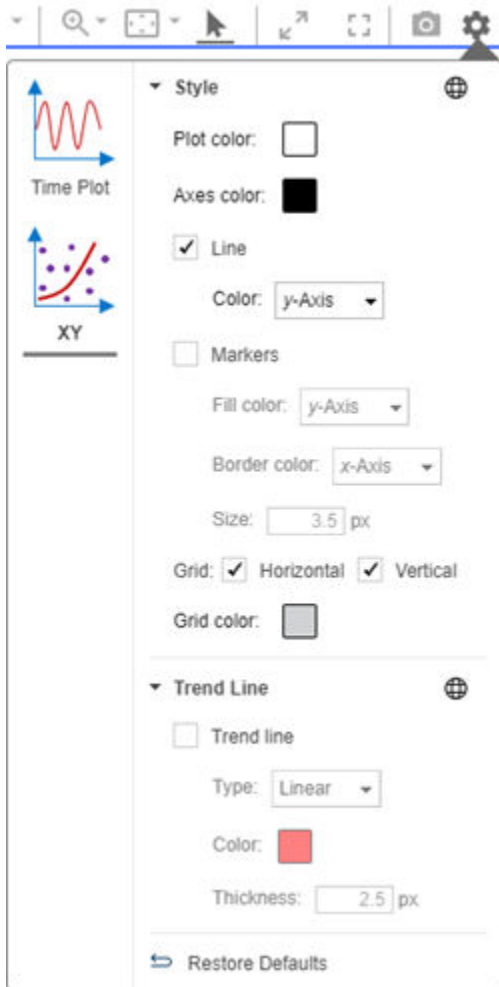 Time Plot
XY
Style
Plot color:
Axes color:
Line
Color: y-Axis
Markers
Fill color: y-Axis
Border color: x-Axis
Size: 3.5 px
Grid: Horizontal Vertical
Grid color:
Trend Line
Trend line
Type: Linear
Color:
Thickness: 2.5 px
Restore Defaults